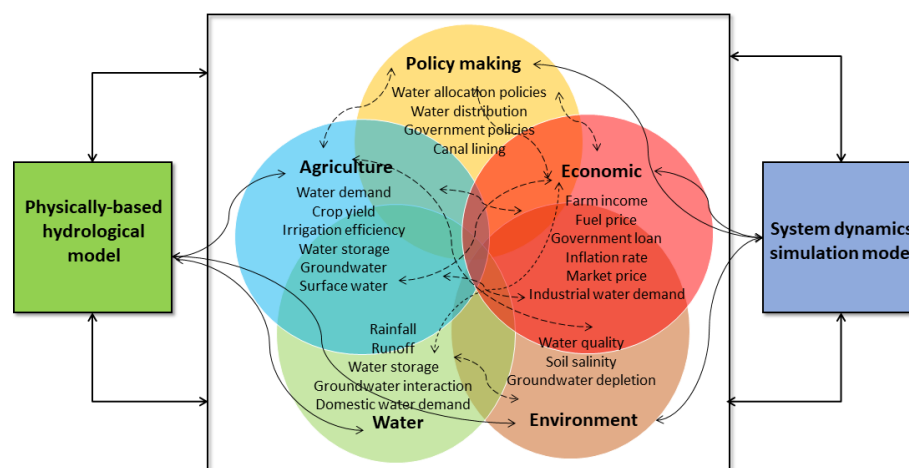 Policy making
Water allocation policies
Water distribution
Government policies
Canal lining
Agriculture
Water demand
Crop yield
Irrigation efficiency
Water storage
Groundwater
Surface water
Economic
Farm income
Fuel price
Government loan
Inflation rate
Market price
Industrial water demand
Physically-based
hydrological
model
System dynamics
simulation model
Rainfall
Runoff
Water storage
Groundwater interaction
Domestic water demand
Water
Water quality
Soil salinity
Groundwater depletion
Environment